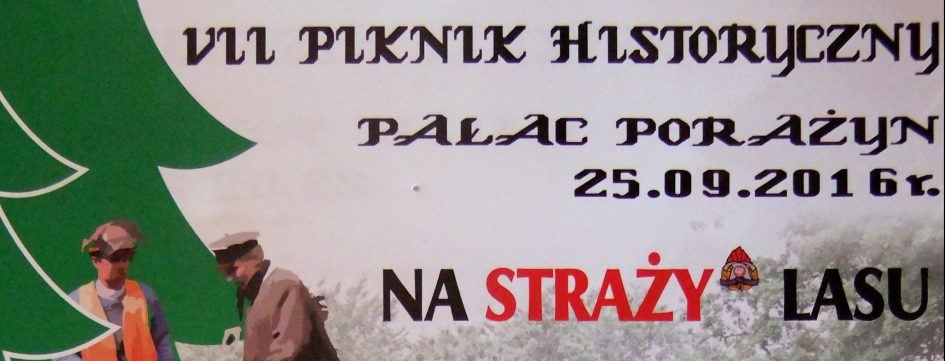 VII PIKNIK HISTORYCZNY
PAŁAC PORAŻYN
25.09.2016r.
NA STRAŻY LASU